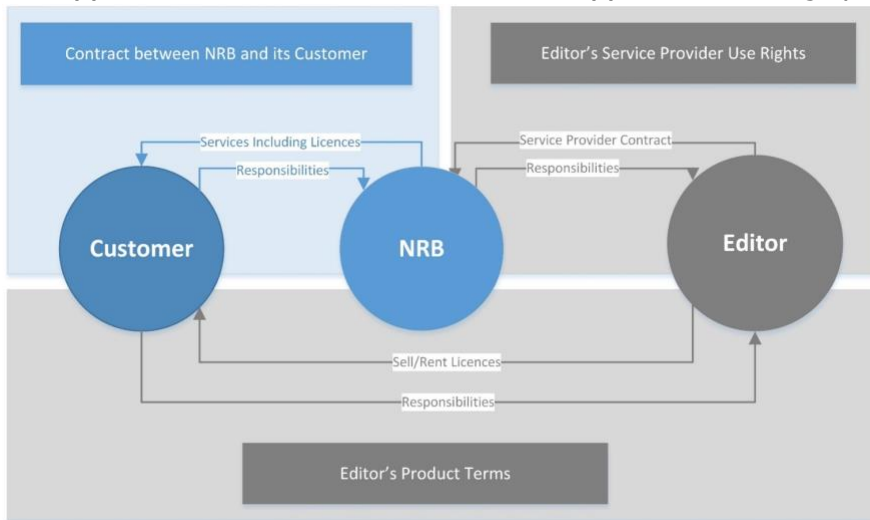 Contract between NRB and its Customer
Editor's Service Provider Use Rights
Services Including Licences
Service Provider Contract
Responsibilities
Responsibilities
Customer
NRB
Editor
Sell/Rent Licences
Responsibilities
Editor's Product Terms